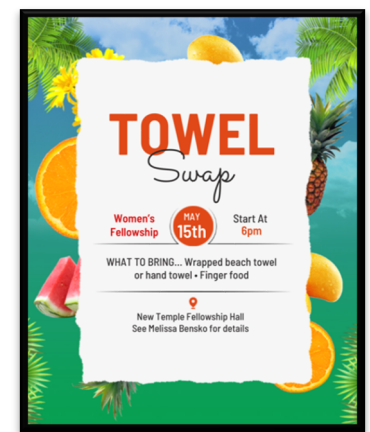 TOWEL
Swap
Women's
Fellowship
MAY
15th
Start At
6pm
WHAT TO BRING... Wrapped beach towel
or hand towel • Finger food
New Temple Fellowship Hall
See Melissa Bensko for details